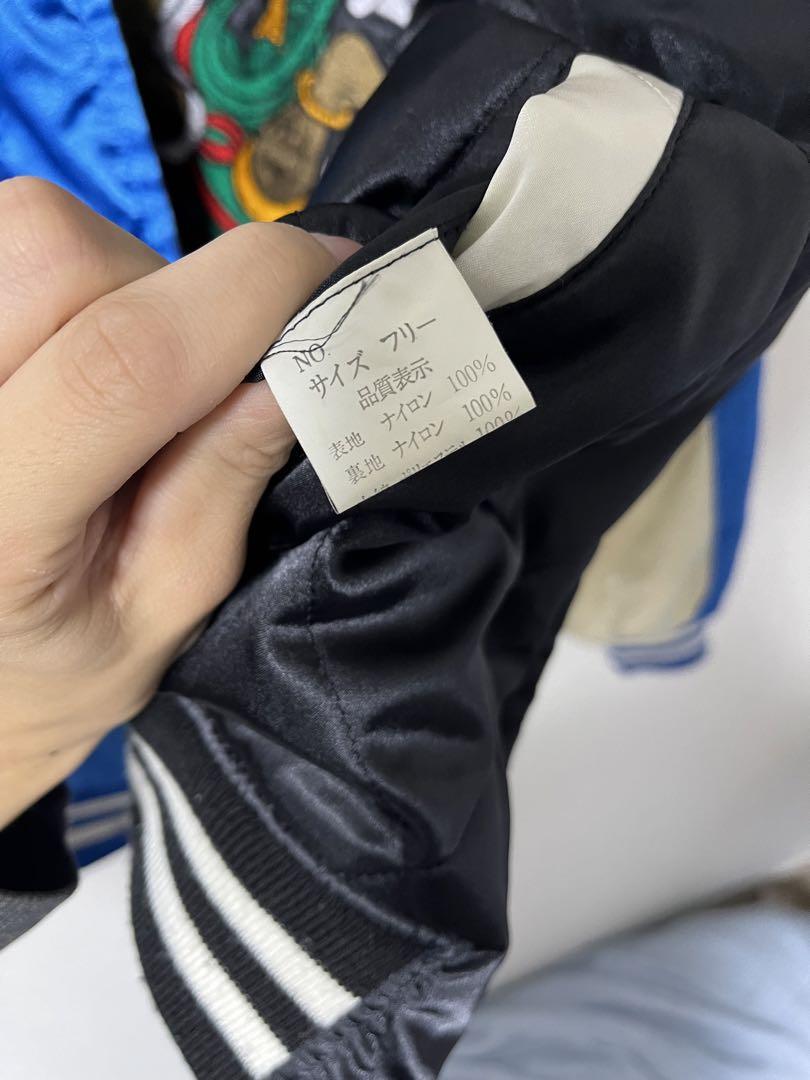 NO.
サイズ フリー
品質表示
表地 ナイロン 100%
裏地 ナイロン 100%
100%